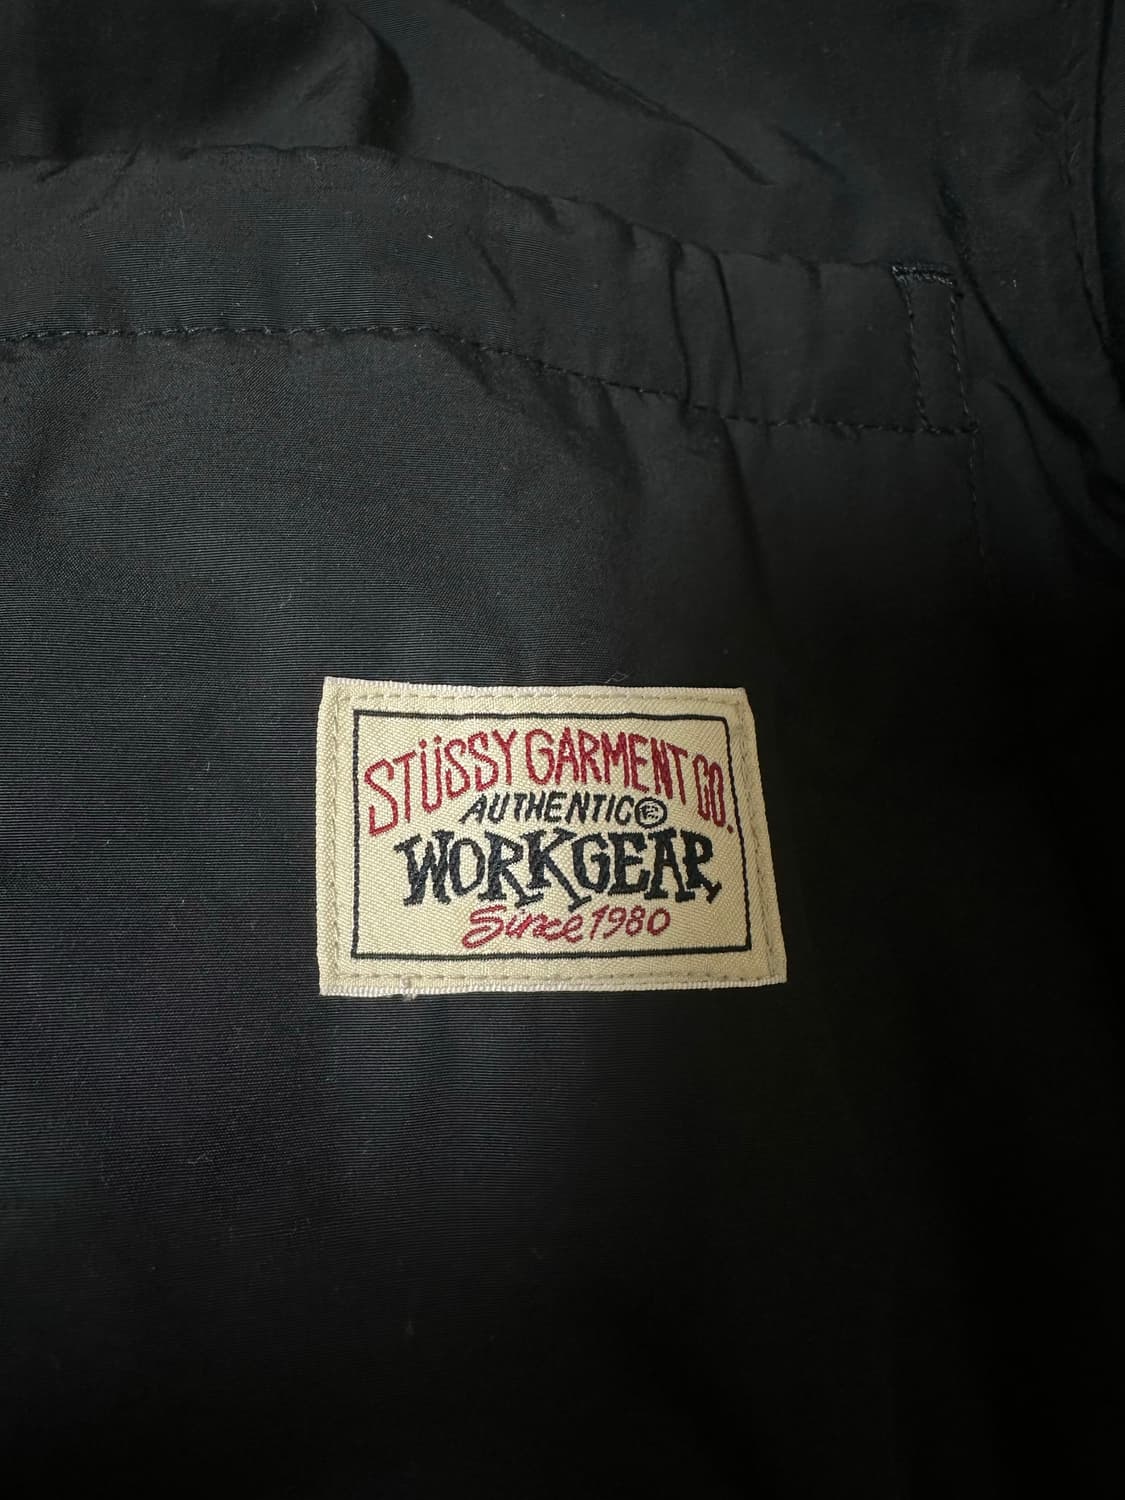 STÜSSY GARMENT CO.
AUTHENTIC®
WORKGEAR
Since 1980